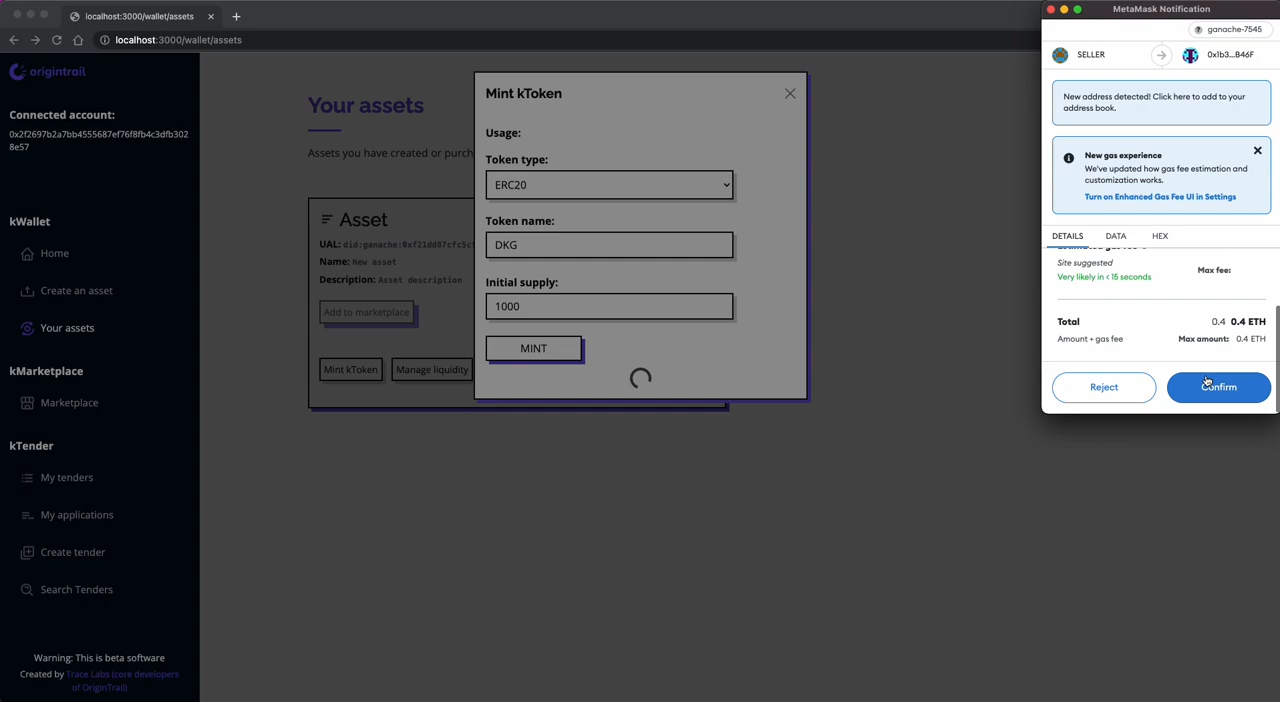 localhost:3000/wallet/assets
localhost:3000/wallet/assets
origintrail
Connected account:
0x2f2697b2a7bb4555687ef76f8fb4c3dfb302
8e57
kWallet
Home
Create an asset
Your assets
kMarketplace
Marketplace
kTender
My tenders
My applications
Create tender
Search Tenders
Warning: This is beta software
Created by Trace Labs (core developers
of OriginTrail)
Your assets
Assets you have created or purch
Asset
UAL: did:ganache:0xf21dd87cfc5cf
Name: New asset
Description: Asset description
Add to marketplace
Mint kToken
Manage liquidity
Mint kToken
Usage:
Token type:
ERC20
Token name:
DKG
Initial supply:
1000
MINT
MetaMask Notification
ganache-7545
SELLER
0x1b3...B46F
New address detected! Click here to add to your
address book.
New gas experience
We've updated how gas fee estimation and
customization works.
Turn on Enhanced Gas Fee UI in Settings
DETAILS
DATA
HEX
Estimated gas fee
Site suggested
Very likely in < 15 seconds
Max fee:
Total
0.4 0.4 ETH
Amount + gas fee
Max amount: 0.4 ETH
Reject
Confirm